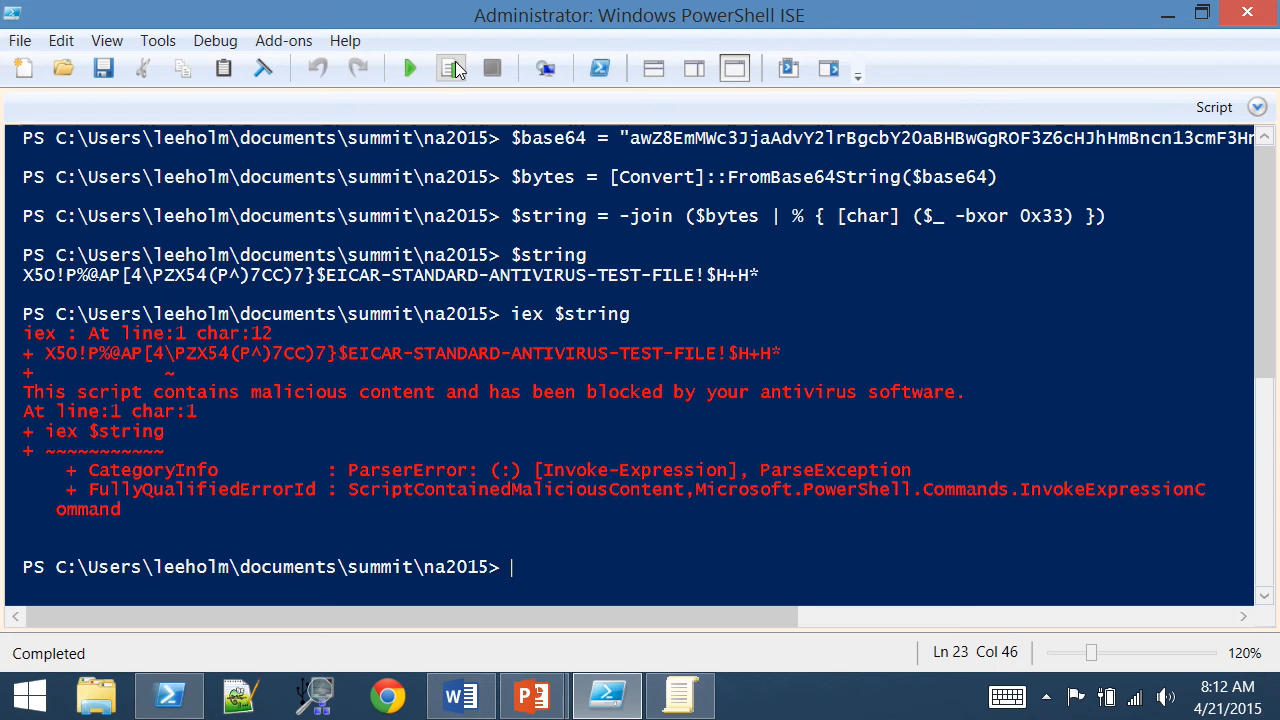 Administrator: Windows PowerShell ISE
File Edit View Tools Debug Add-ons Help
Script
PS C:\Users\leeholm\documents\summit\na2015> $base64 = "awZ8EmMWc3JjaAdvY2lrBgcbY20aBHBwGgROF3Z6cHJhHmBncn13cmF3Hm
PS C:\Users\leeholm\documents\summit\na2015> $bytes = [Convert]::FromBase64String($base64)
PS C:\Users\leeholm\documents\summit\na2015> $string = -join ($bytes | % { [char] ($_ -bxor 0x33) })
PS C:\Users\leeholm\documents\summit\na2015> $string
X5O!P%@AP[4\PZX54(P^)7CC)7}$EICAR-STANDARD-ANTIVIRUS-TEST-FILE!$H+H*
PS C:\Users\leeholm\documents\summit\na2015> iex $string
iex : At line:1 char:12
+ X5O!P%@AP[4\PZX54(P^)7CC)7}$EICAR-STANDARD-ANTIVIRUS-TEST-FILE!$H+H*
+             ~
This script contains malicious content and has been blocked by your antivirus software.
At line:1 char:1
+ iex $string
+ ~~~~~~~~~~~
    + CategoryInfo          : ParserError: (:) [Invoke-Expression], ParseException
    + FullyQualifiedErrorId : ScriptContainedMaliciousContent,Microsoft.PowerShell.Commands.InvokeExpressionC
   ommand
PS C:\Users\leeholm\documents\summit\na2015>
Completed
Ln 23 Col 46
120%
8:12 AM
4/21/2015